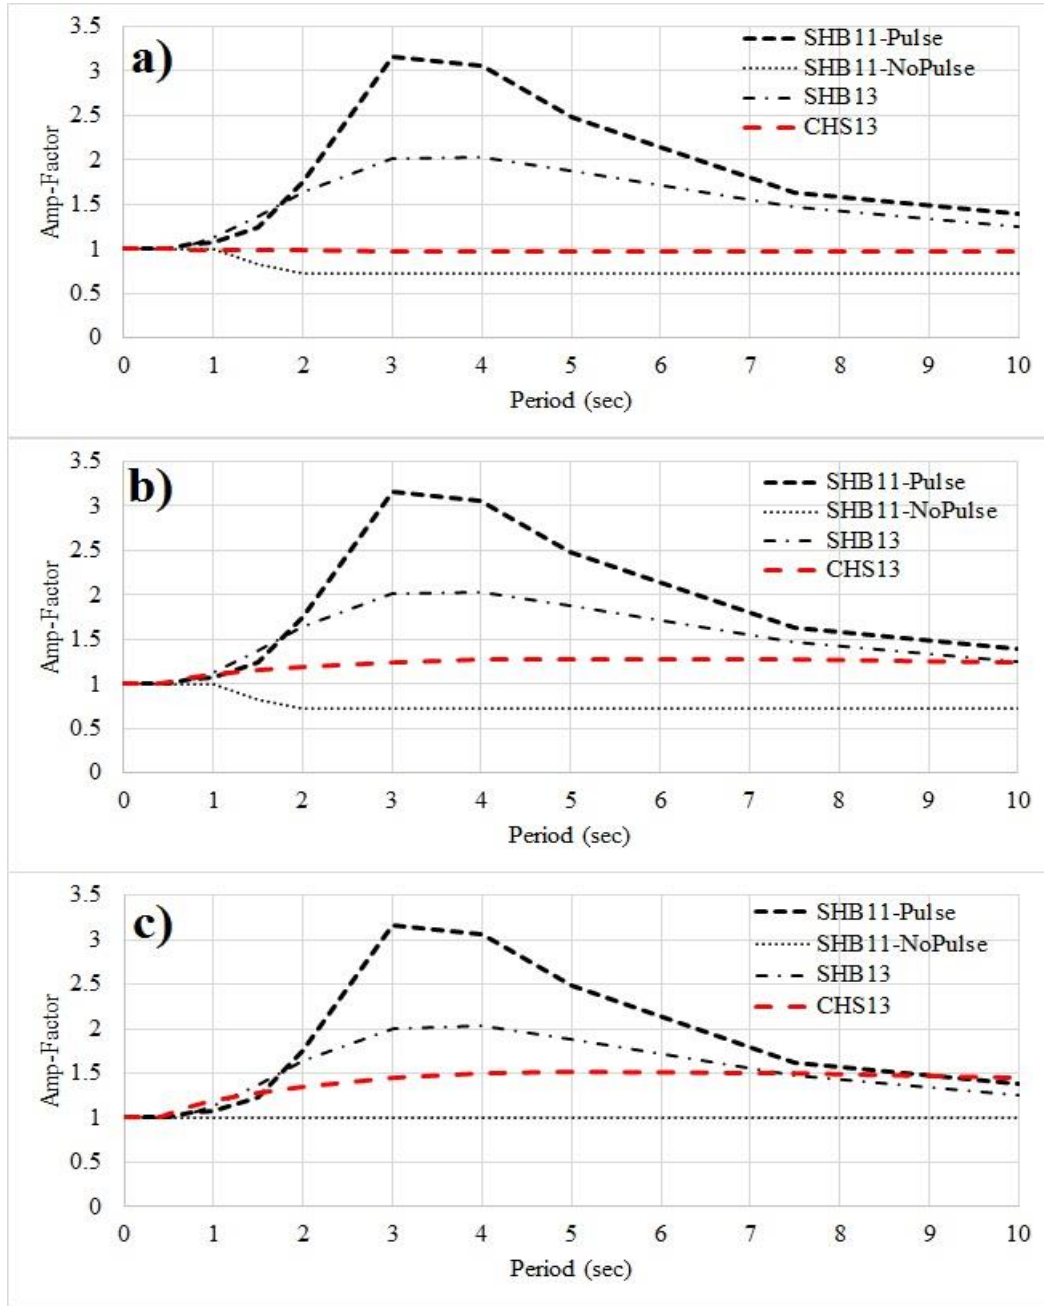 a)
3.5
3
2.5
2
1.5
1
0.5
0
Amp-Factor
SHB11-Pulse
SHB11-NoPulse
SHB13
CHS13
0 1 2 3 4 5 6 7 8 9 10
Period (sec)
b)
3.5
3
2.5
2
1.5
1
0.5
0
Amp-Factor
SHB11-Pulse
SHB11-NoPulse
SHB13
CHS13
0 1 2 3 4 5 6 7 8 9 10
Period (sec)
c)
3.5
3
2.5
2
1.5
1
0.5
0
Amp-Factor
SHB11-Pulse
SHB11-NoPulse
SHB13
CHS13
0 1 2 3 4 5 6 7 8 9 10
Period (sec)